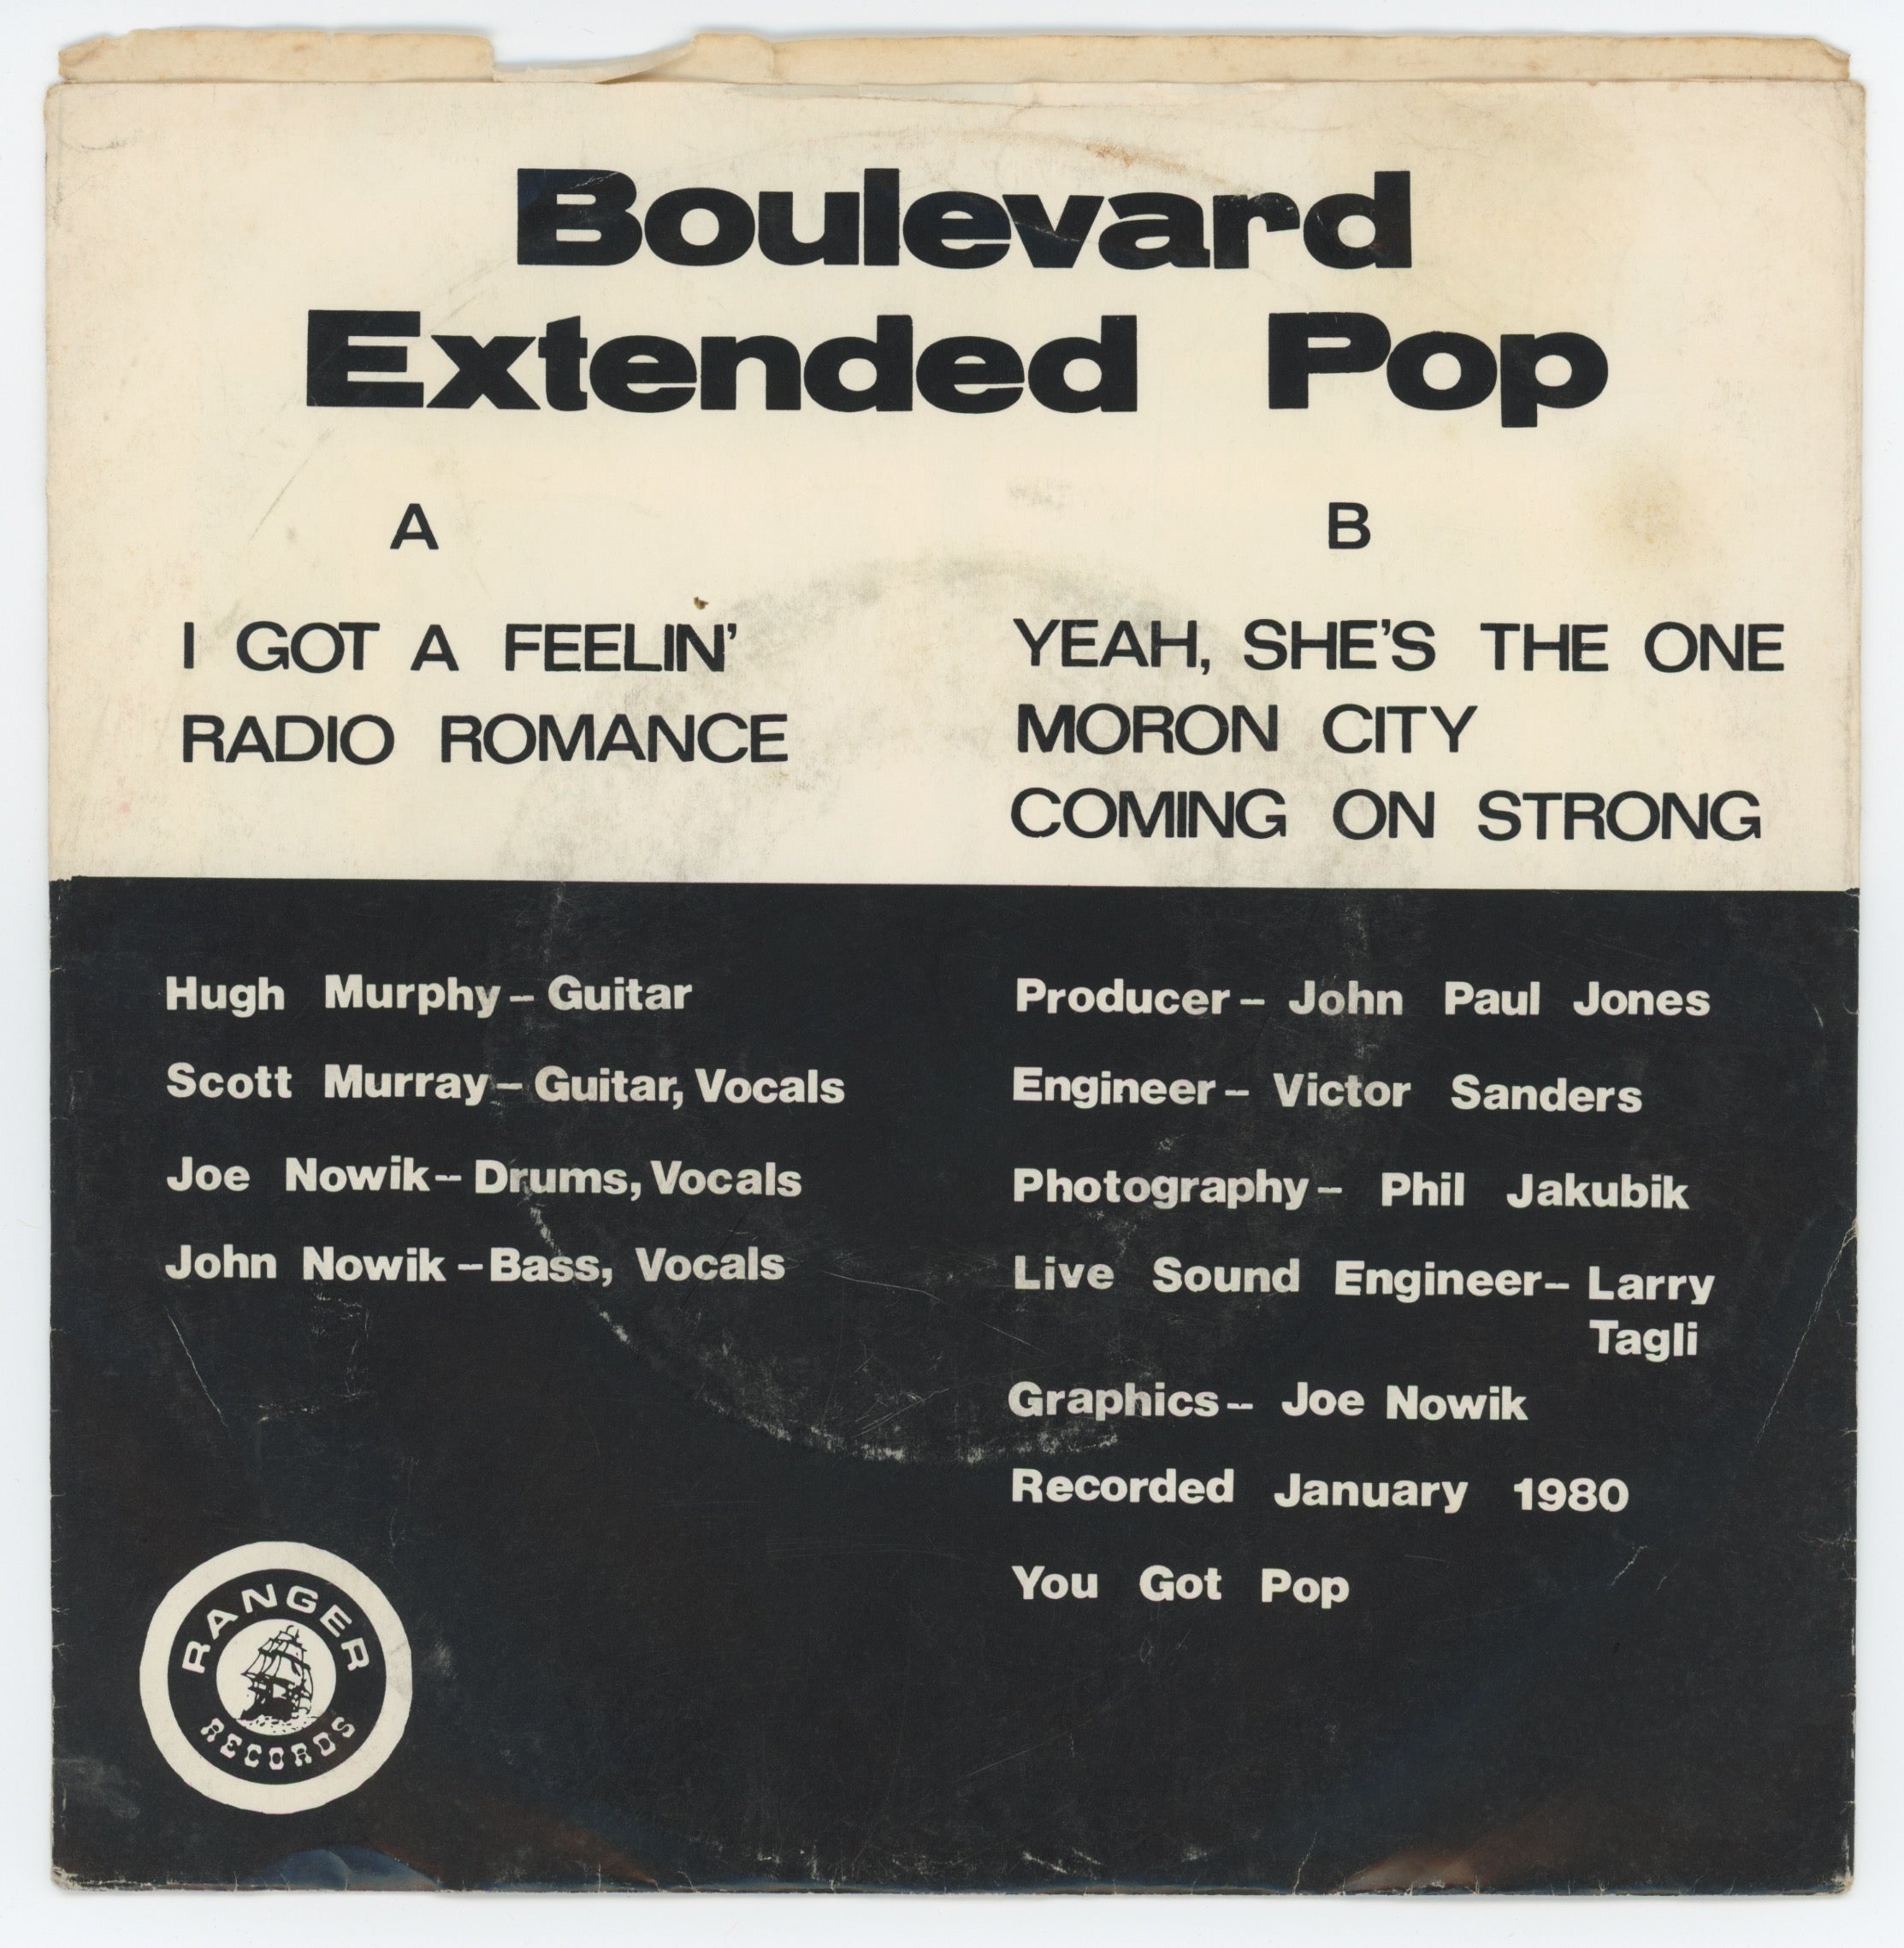 Boulevard
Extended Pop
A
I GOT A FEELIN'
RADIO ROMANCE
B
YEAH, SHE'S THE ONE
MORON CITY
COMING ON STRONG
Hugh Murphy – Guitar
Scott Murray – Guitar, Vocals
Joe Nowik – Drums, Vocals
John Nowik – Bass, Vocals
Producer – John Paul Jones
Engineer – Victor Sanders
Photography – Phil Jakubik
Live Sound Engineer – Larry
Tagli
Graphics – Joe Nowik
Recorded January 1980
You Got Pop
RANGER
RECORDS